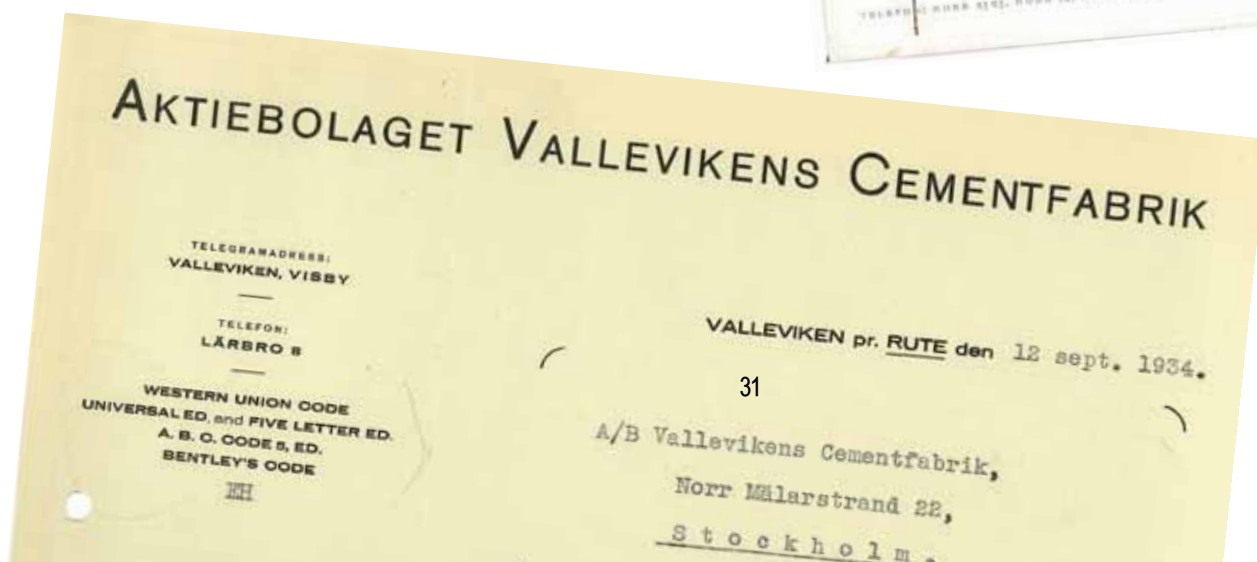 AKTIEBOLAGET VALLEVIKENS CEMENTFABRIK
TELEGRAMADRESS:
VALLEVIKEN, VISBY
TELEFON:
LÄRBRO 8
WESTERN UNION CODE
UNIVERSAL ED. and FIVE LETTER ED.
A. B. C. CODE 5, ED.
BENTLEY'S CODE
EH
VALLEVIKEN pr. RUTE den 12 sept. 1934.
31
A/B Vallevikens Cementfabrik,
Norr Mälarstrand 22,
Stockholm.